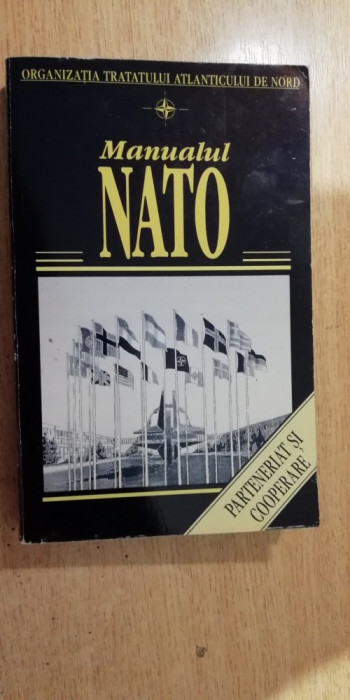 ORGANIZAȚIA TRATATULUI ATLANTICULUI DE NORD
Manualul
NATO
PARTENERIAT ȘI
COOPERARE